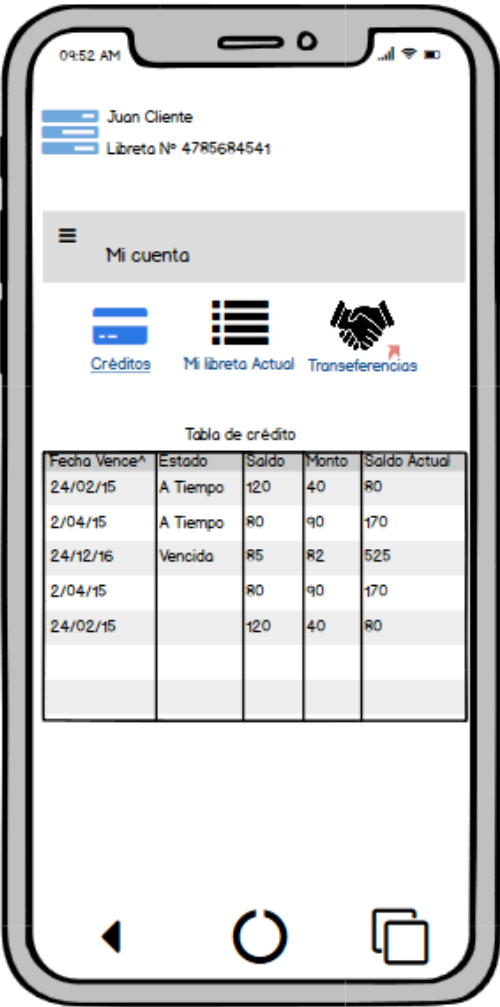 09:52 AM
Juan Cliente
Libreta Nº 4785684541
Mi cuenta
Créditos Mi libreta Actual Transeferencias
Tabla de crédito
Fecha Vence^ Estado Saldo Monto Saldo Actual
24/02/15 A Tiempo 120 40 80
2/04/15 A Tiempo 80 90 170
24/12/16 Vencida 85 82 525
2/04/15 80 90 170
24/02/15 120 40 80